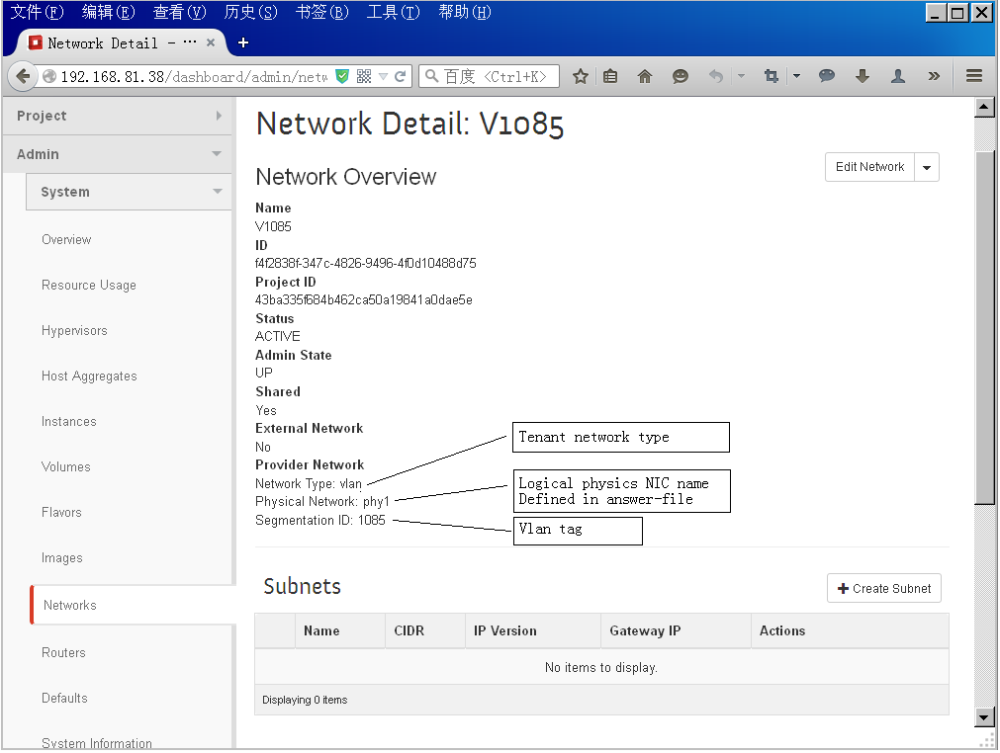 文件(F) 编辑(E) 查看(V) 历史(S) 书签(B) 工具(T) 帮助(H)
Network Detail - ··· × +
192.168.81.38/dashboard/admin/netw
百度 <Ctrl+K>
Project
Admin
System
Overview
Resource Usage
Hypervisors
Host Aggregates
Instances
Volumes
Flavors
Images
Networks
Routers
Defaults
System Information
Network Detail: V1085
Edit Network
Network Overview
Name
V1085
ID
f4f2838f-347c-4826-9496-4f0d10488d75
Project ID
43ba335f684b462ca50a19841a0dae5e
Status
ACTIVE
Admin State
UP
Shared
Yes
External Network
No
Provider Network
Network Type: vlan
Physical Network: phy1
Segmentation ID: 1085
Tenant network type
Logical physics NIC name
Defined in answer-file
Vlan tag
Subnets
+ Create Subnet
Name CIDR IP Version Gateway IP Actions
No items to display.
Displaying 0 items